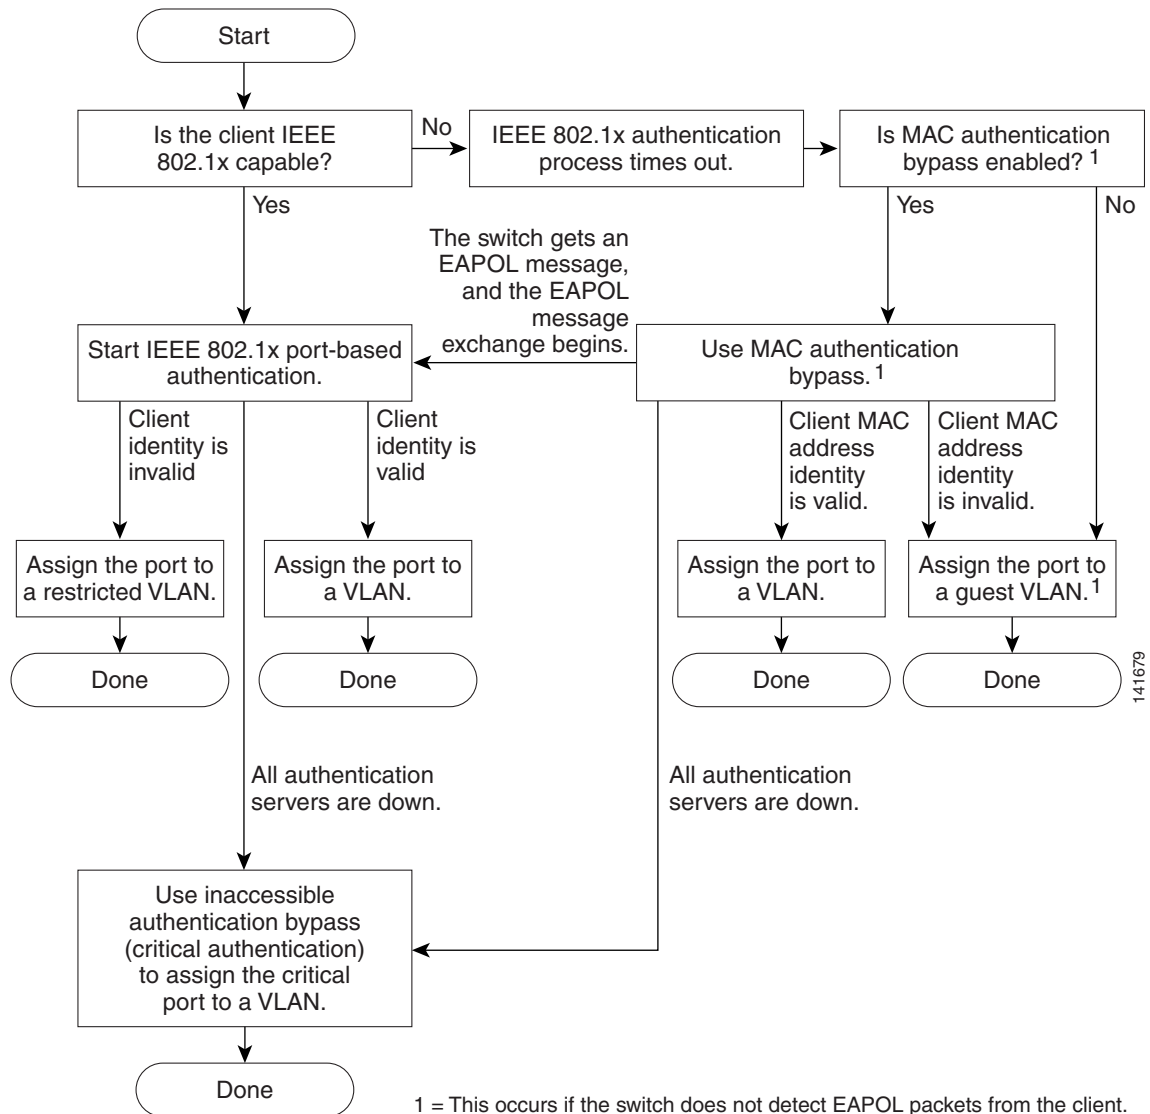 Start
Is the client IEEE
802.1x capable?
No
IEEE 802.1x authentication
process times out.
Is MAC authentication
bypass enabled? 1
Yes
Yes
No
The switch gets an
EAPOL message,
and the EAPOL
message
exchange begins.
Start IEEE 802.1x port-based
authentication.
Use MAC authentication
bypass. 1
Client
identity is
invalid
Client
identity is
valid
Client MAC
address
identity
is valid.
Client MAC
address
identity
is invalid.
Assign the port to
a restricted VLAN.
Assign the port to
a VLAN.
Assign the port to
a VLAN.
Assign the port to
a guest VLAN. 1
Done
Done
Done
Done
141679
All authentication
servers are down.
All authentication
servers are down.
Use inaccessible
authentication bypass
(critical authentication)
to assign the critical
port to a VLAN.
Done
1 = This occurs if the switch does not detect EAPOL packets from the client.